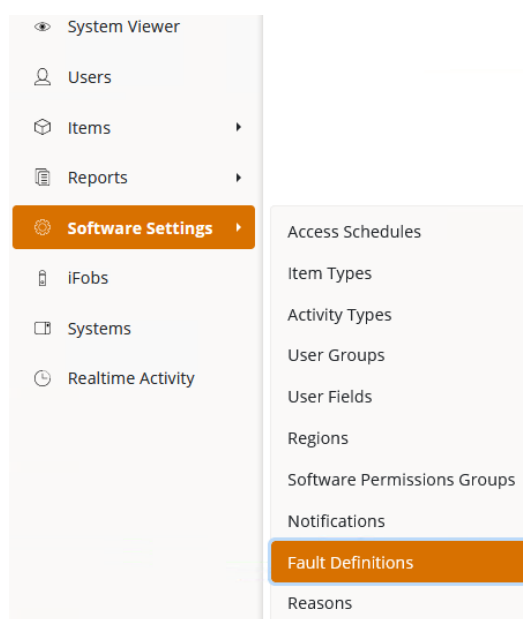 System Viewer
Users
Items
Reports
Software Settings
iFobs
Systems
Realtime Activity
Access Schedules
Item Types
Activity Types
User Groups
User Fields
Regions
Software Permissions Groups
Notifications
Fault Definitions
Reasons